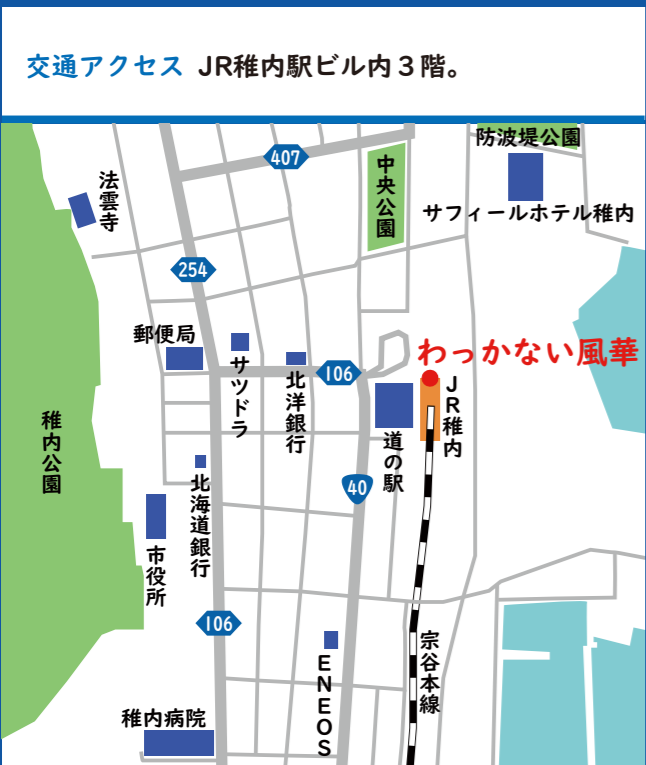 交通アクセス JR稚内駅ビル内３階。
防波堤公園
407
中央公園
法雲寺
サフィールホテル稚内
254
郵便局
サツドラ
北洋銀行
106
わっかない風華
JR稚内
道の駅
稚内公園
北海道銀行
40
市役所
106
ENEOS
宗谷本線
稚内病院